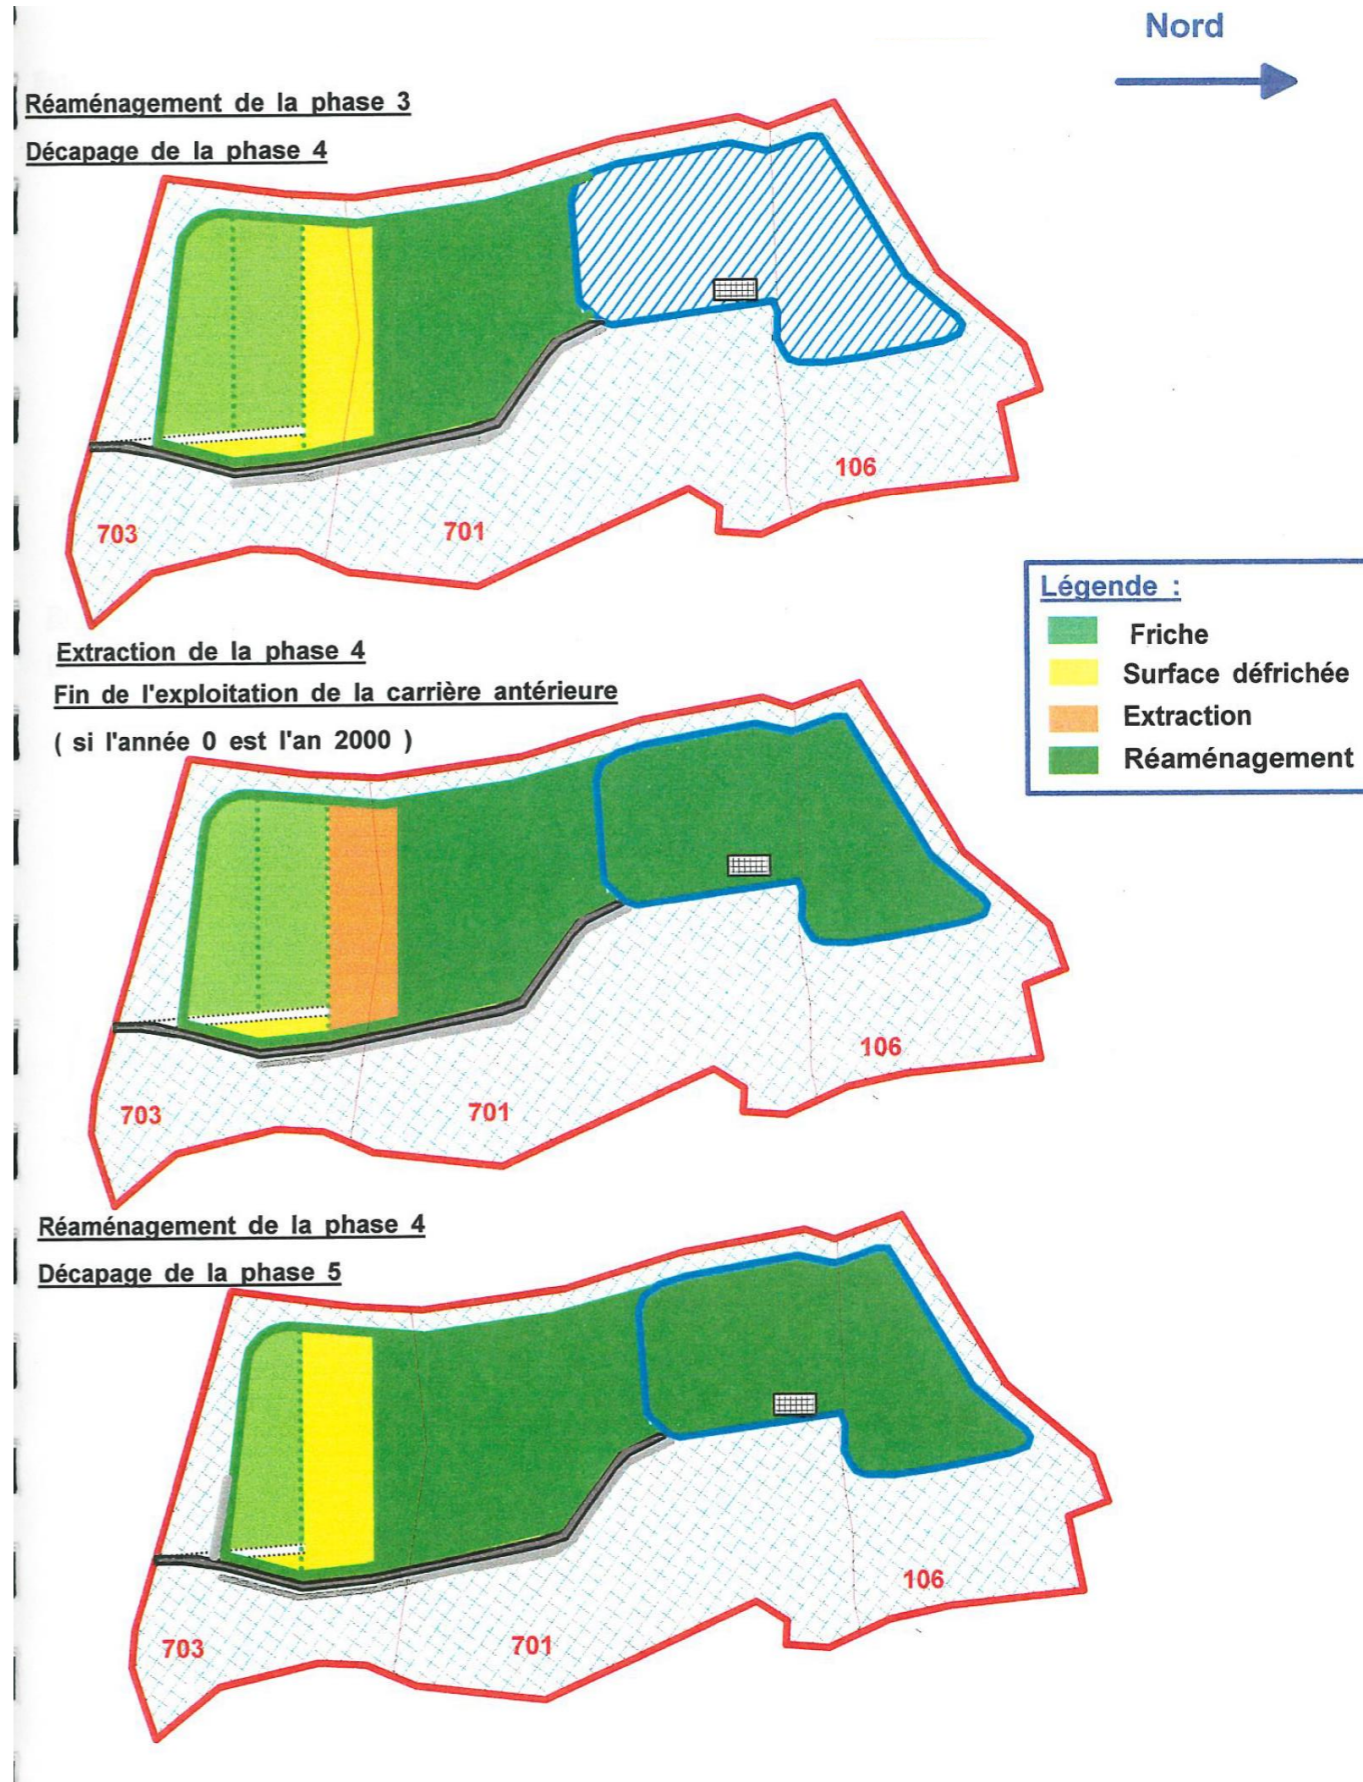 Nord
Réaménagement de la phase 3
Décapage de la phase 4
106
703
701
Légende :
Friche
Surface défrichée
Extraction
Réaménagement
Extraction de la phase 4
Fin de l'exploitation de la carrière antérieure
( si l'année 0 est l'an 2000 )
106
703
701
Réaménagement de la phase 4
Décapage de la phase 5
106
703
701